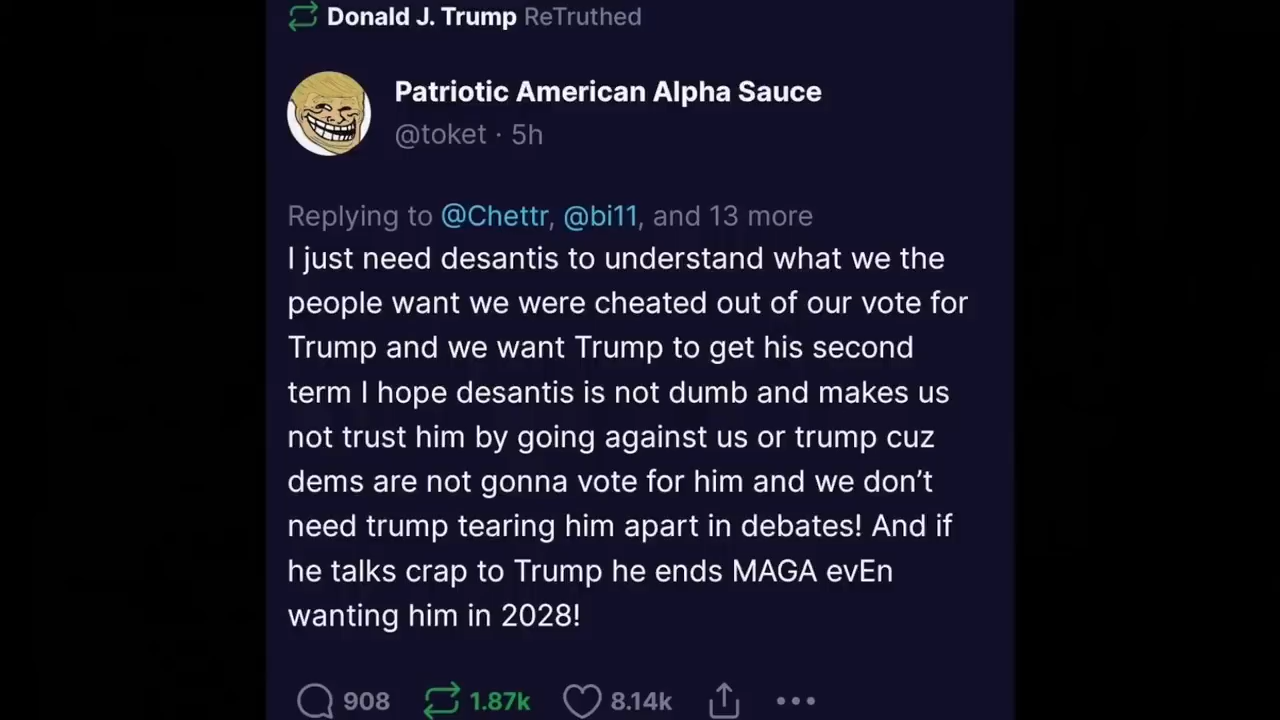 Donald J. Trump ReTruthed
Patriotic American Alpha Sauce
@toket · 5h
Replying to @Chettr, @bi11, and 13 more
I just need desantis to understand what we the
people want we were cheated out of our vote for
Trump and we want Trump to get his second
term I hope desantis is not dumb and makes us
not trust him by going against us or trump cuz
dems are not gonna vote for him and we don’t
need trump tearing him apart in debates! And if
he talks crap to Trump he ends MAGA evEn
wanting him in 2028!
908 1.87k 8.14k